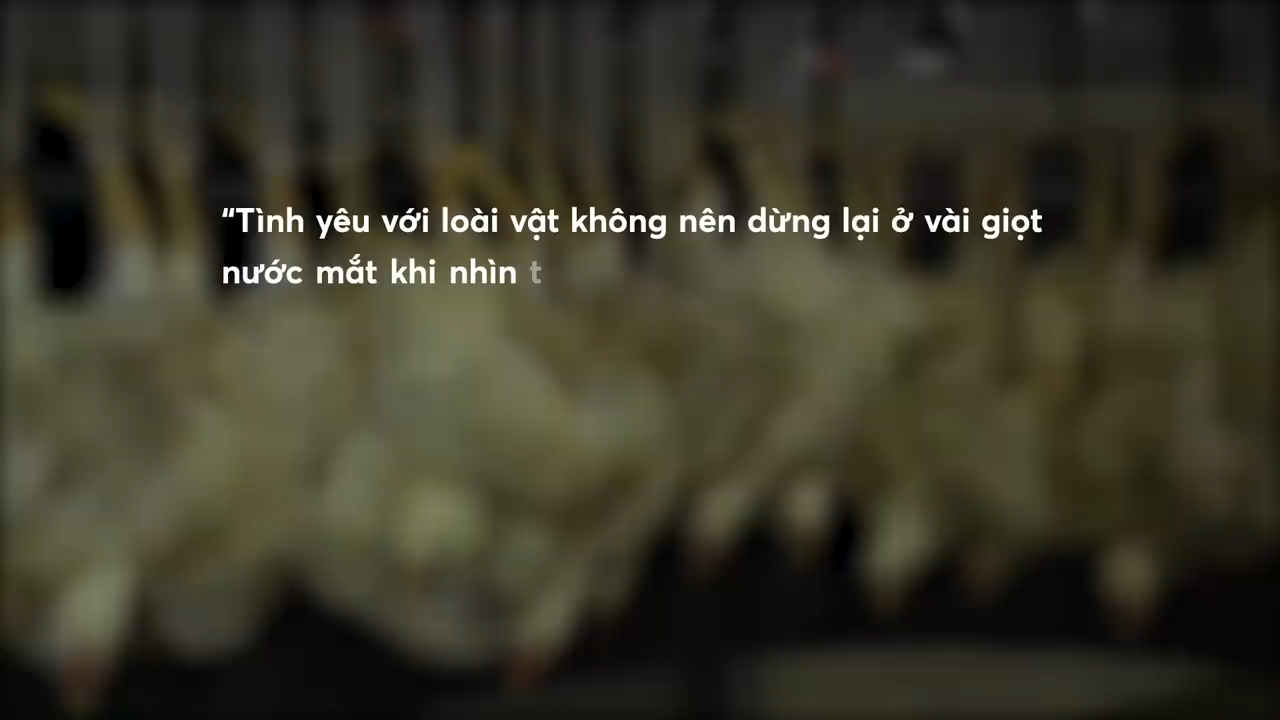 “Tình yêu với loài vật không nên dừng lại ở vài giọt
nước mắt khi nhìn t